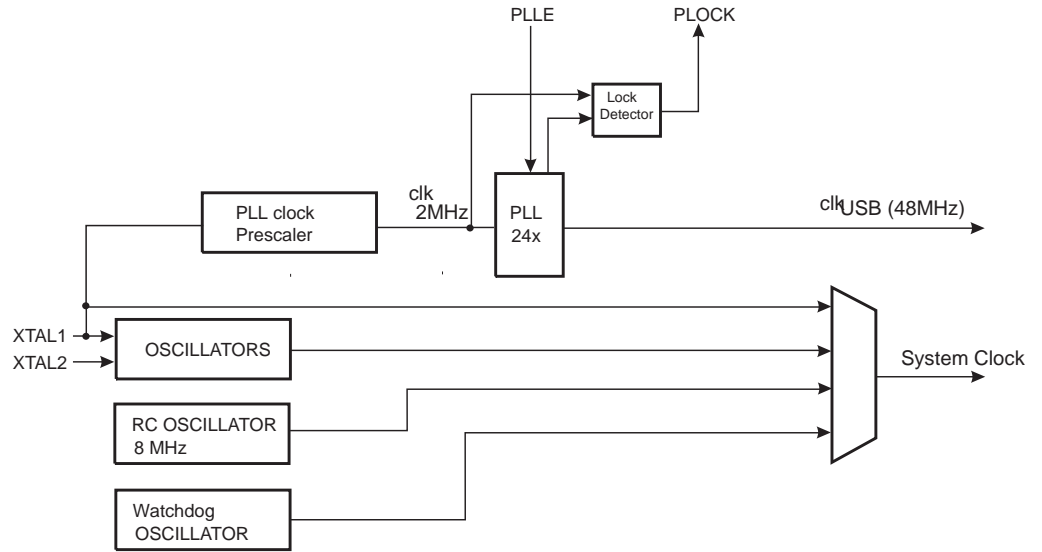 PLLE
PLOCK
Lock
Detector
clk
2MHz
PLL clock
Prescaler
PLL
24x
clkUSB (48MHz)
XTAL1
XTAL2
OSCILLATORS
System Clock
RC OSCILLATOR
8 MHz
Watchdog
OSCILLATOR